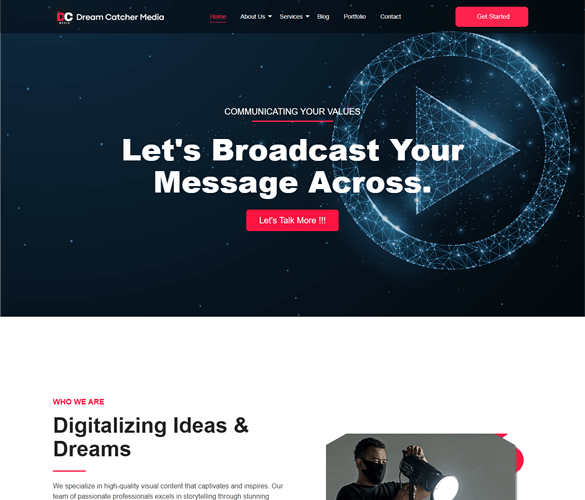 DC MEDIA Dream Catcher Media Home About Us Services Blog Portfolio Contact Get Started
COMMUNICATING YOUR VALUES
Let's Broadcast Your
Message Across.
Let's Talk More !!!
WHO WE ARE
Digitalizing Ideas &
Dreams
We specialize in high-quality visual content that captivates and inspires. Our
team of passionate professionals excels in storytelling through stunning